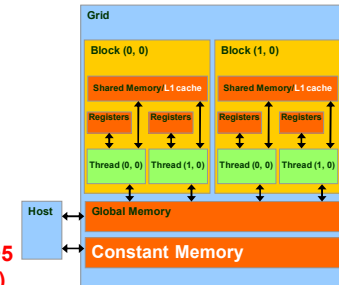 Grid
Block (0, 0)
Block (1, 0)
Shared Memory/L1 cache
Shared Memory/L1 cache
Registers
Registers
Registers
Registers
Thread (0, 0)
Thread (1, 0)
Thread (0, 0)
Thread (1, 0)
Host
Global Memory
Constant Memory
5
)